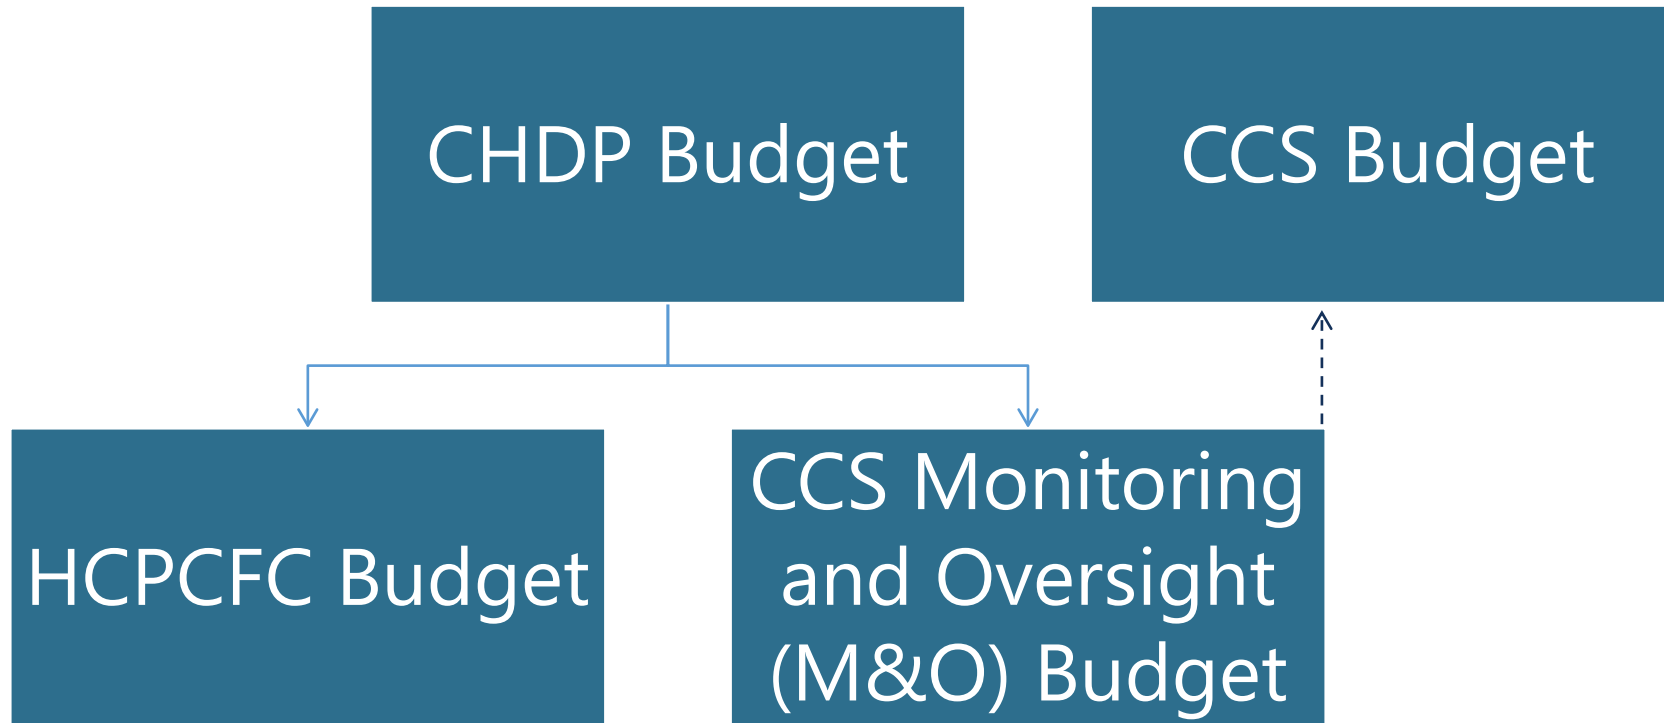 CHDP Budget
CCS Budget
HCPCFC Budget
CCS Monitoring
and Oversight
(M&O) Budget